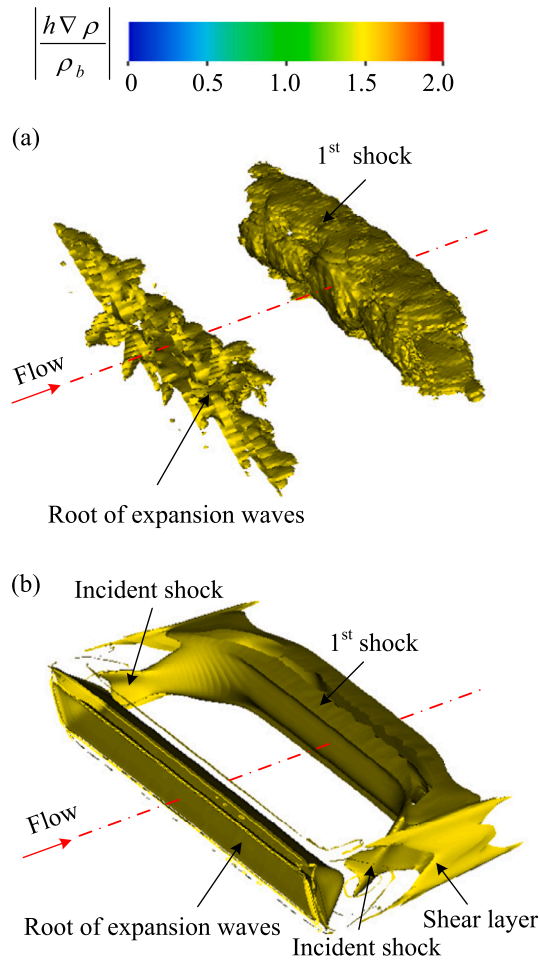 |h∇ρ/ρ_b|
0 0.5 1.0 1.5 2.0
(a)
1st shock
Flow
Root of expansion waves
(b)
Incident shock
1st shock
Flow
Root of expansion waves
Shear layer
Incident shock